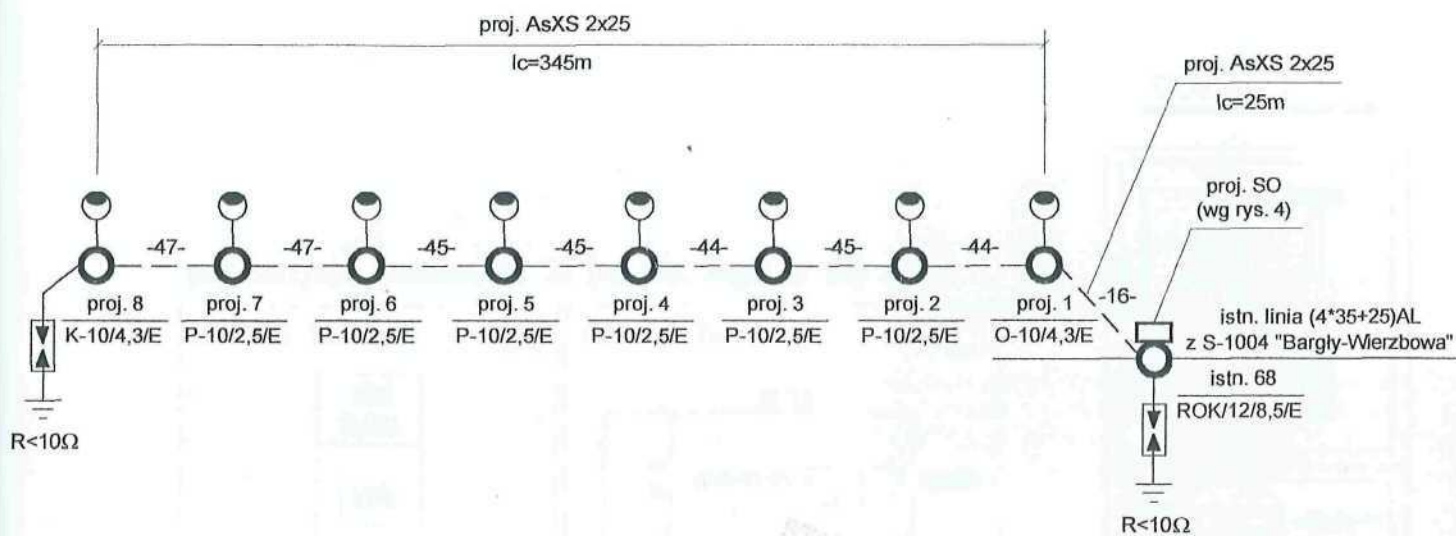 proj. AsXS 2x25
lc=345m
proj. AsXS 2x25
lc=25m
proj. SO
(wg rys. 4)
-47-
-47-
-45-
-45-
-44-
-45-
-44-
-16-
proj. 8
K-10/4,3/E
proj. 7
P-10/2,5/E
proj. 6
P-10/2,5/E
proj. 5
P-10/2,5/E
proj. 4
P-10/2,5/E
proj. 3
P-10/2,5/E
proj. 2
P-10/2,5/E
proj. 1
O-10/4,3/E
istn. linia (4*35+25)AL
z S-1004 "Bargły-Wierzbowa"
istn. 68
ROK/12/8,5/E
R<10Ω
R<10Ω